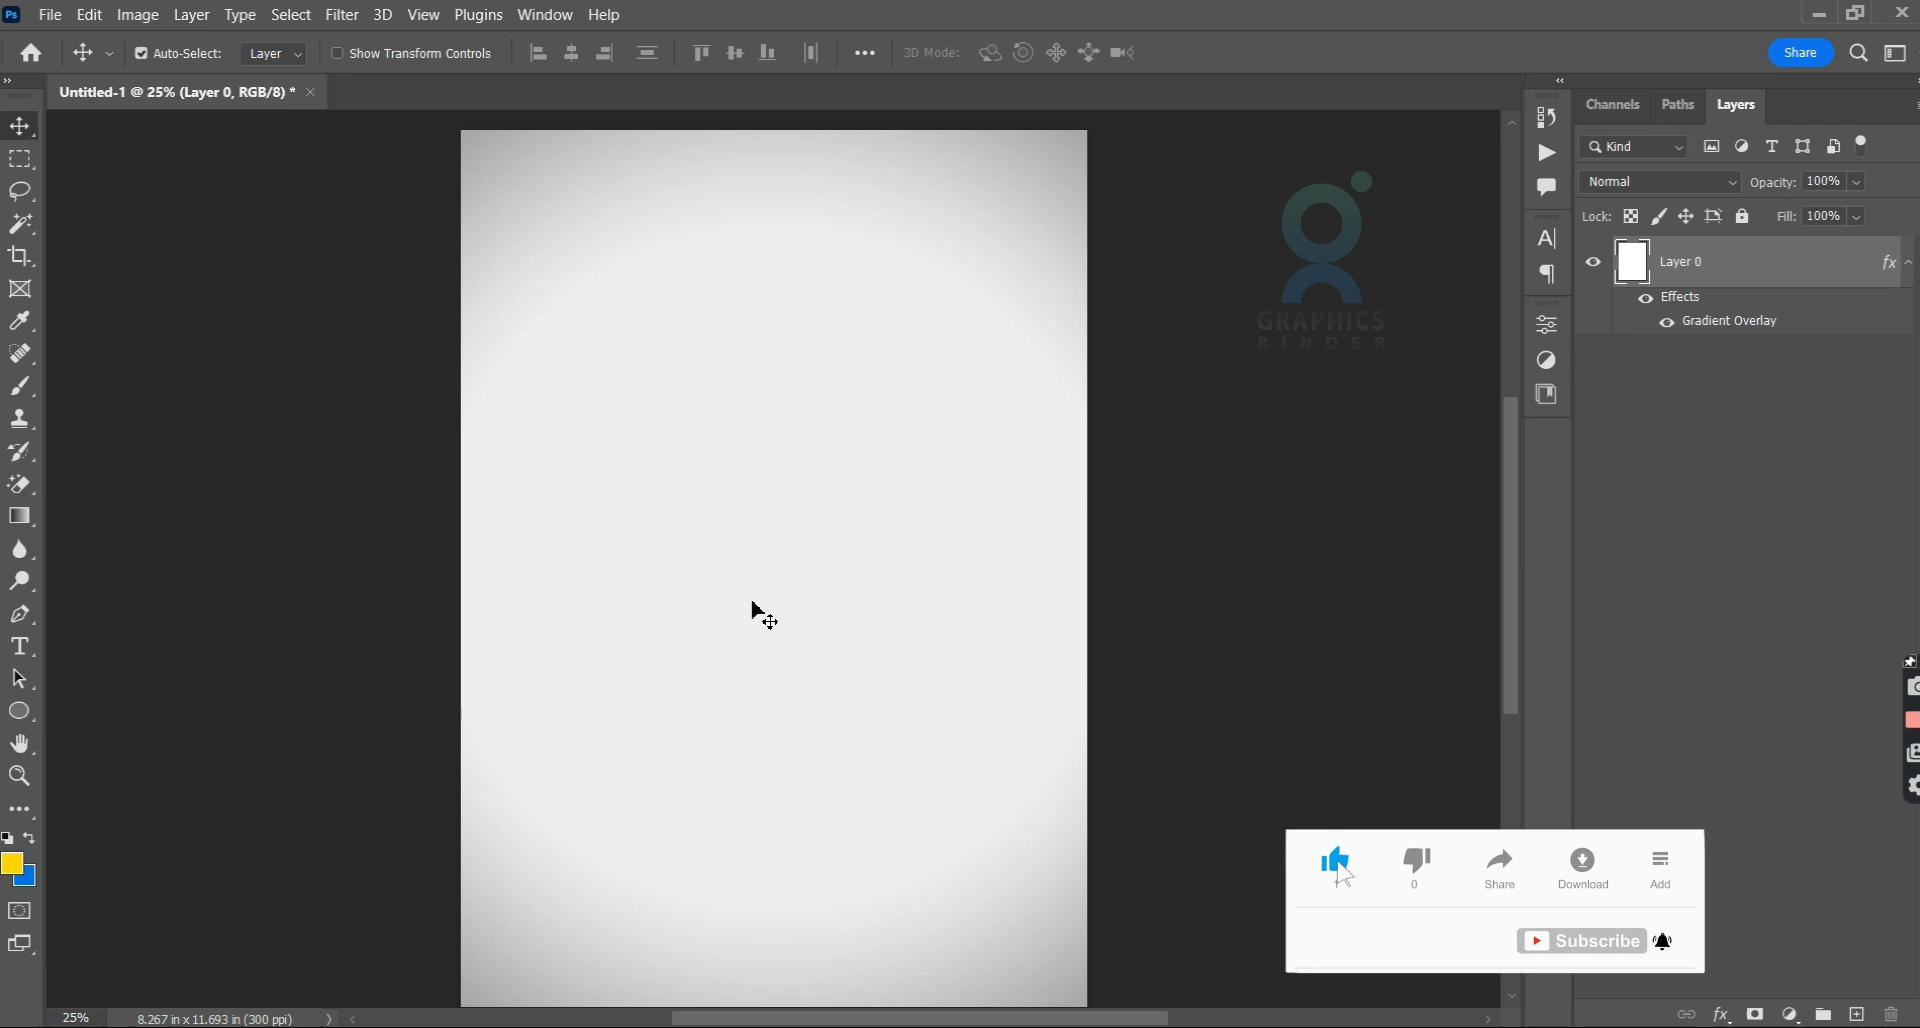 Ps File Edit Image Layer Type Select Filter 3D View Plugins Window Help
Auto-Select: Layer Show Transform Controls 3D Mode: Share
Untitled-1 @ 25% (Layer 0, RGB/8) *
Channels Paths Layers
Kind
Normal Opacity: 100%
Lock: Fill: 100%
Layer 0 fx
Effects
Gradient Overlay
GRAPHICS
BINDER
0 Share Download Add
Subscribe
25% 8.267 in x 11.693 in (300 ppi)
fx